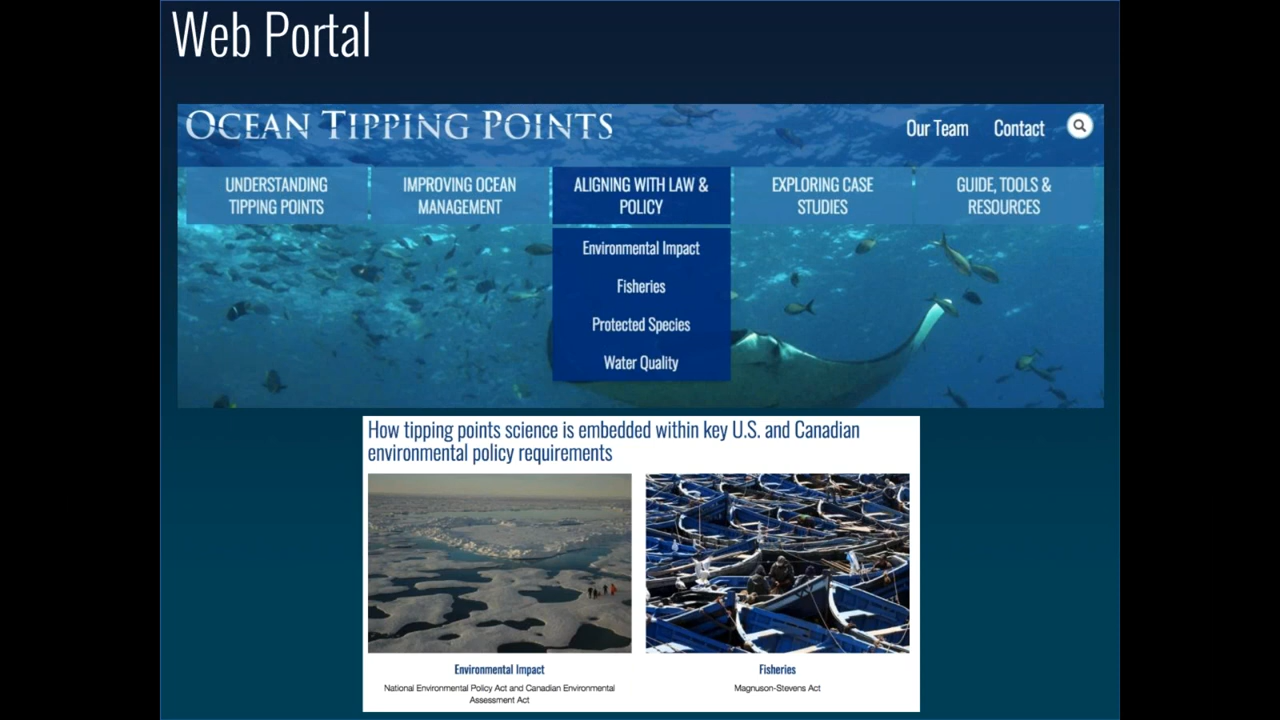 Web Portal
OCEAN TIPPING POINTS
Our Team
Contact
UNDERSTANDING
TIPPING POINTS
IMPROVING OCEAN
MANAGEMENT
ALIGNING WITH LAW &
POLICY
EXPLORING CASE
STUDIES
GUIDE, TOOLS &
RESOURCES
Environmental Impact
Fisheries
Protected Species
Water Quality
How tipping points science is embedded within key U.S. and Canadian
environmental policy requirements
Environmental Impact
National Environmental Policy Act and Canadian Environmental
Assessment Act
Fisheries
Magnuson-Stevens Act